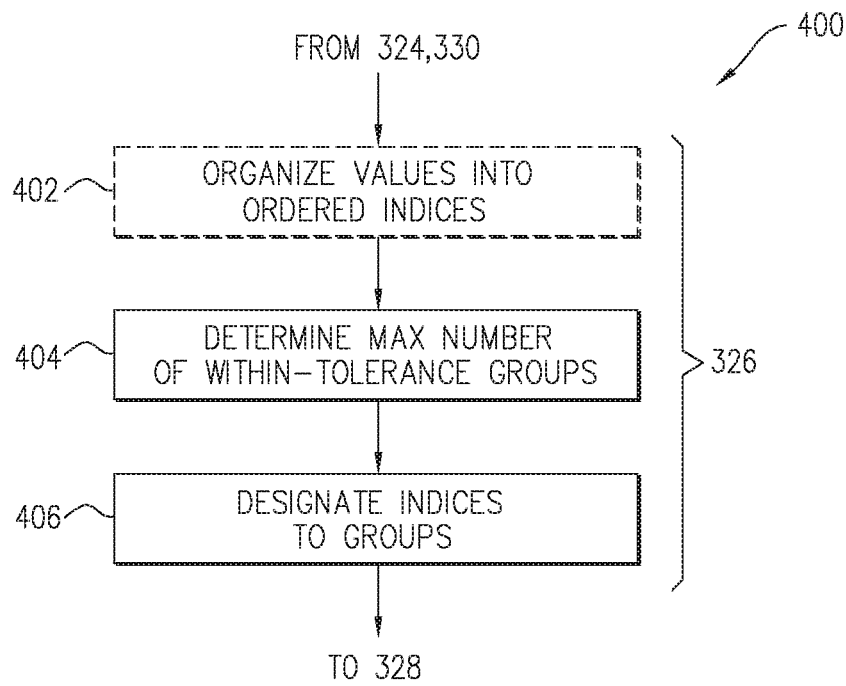 400
FROM 324,330
402
ORGANIZE VALUES INTO
ORDERED INDICES
404
DETERMINE MAX NUMBER
OF WITHIN-TOLERANCE GROUPS
326
406
DESIGNATE INDICES
TO GROUPS
TO 328